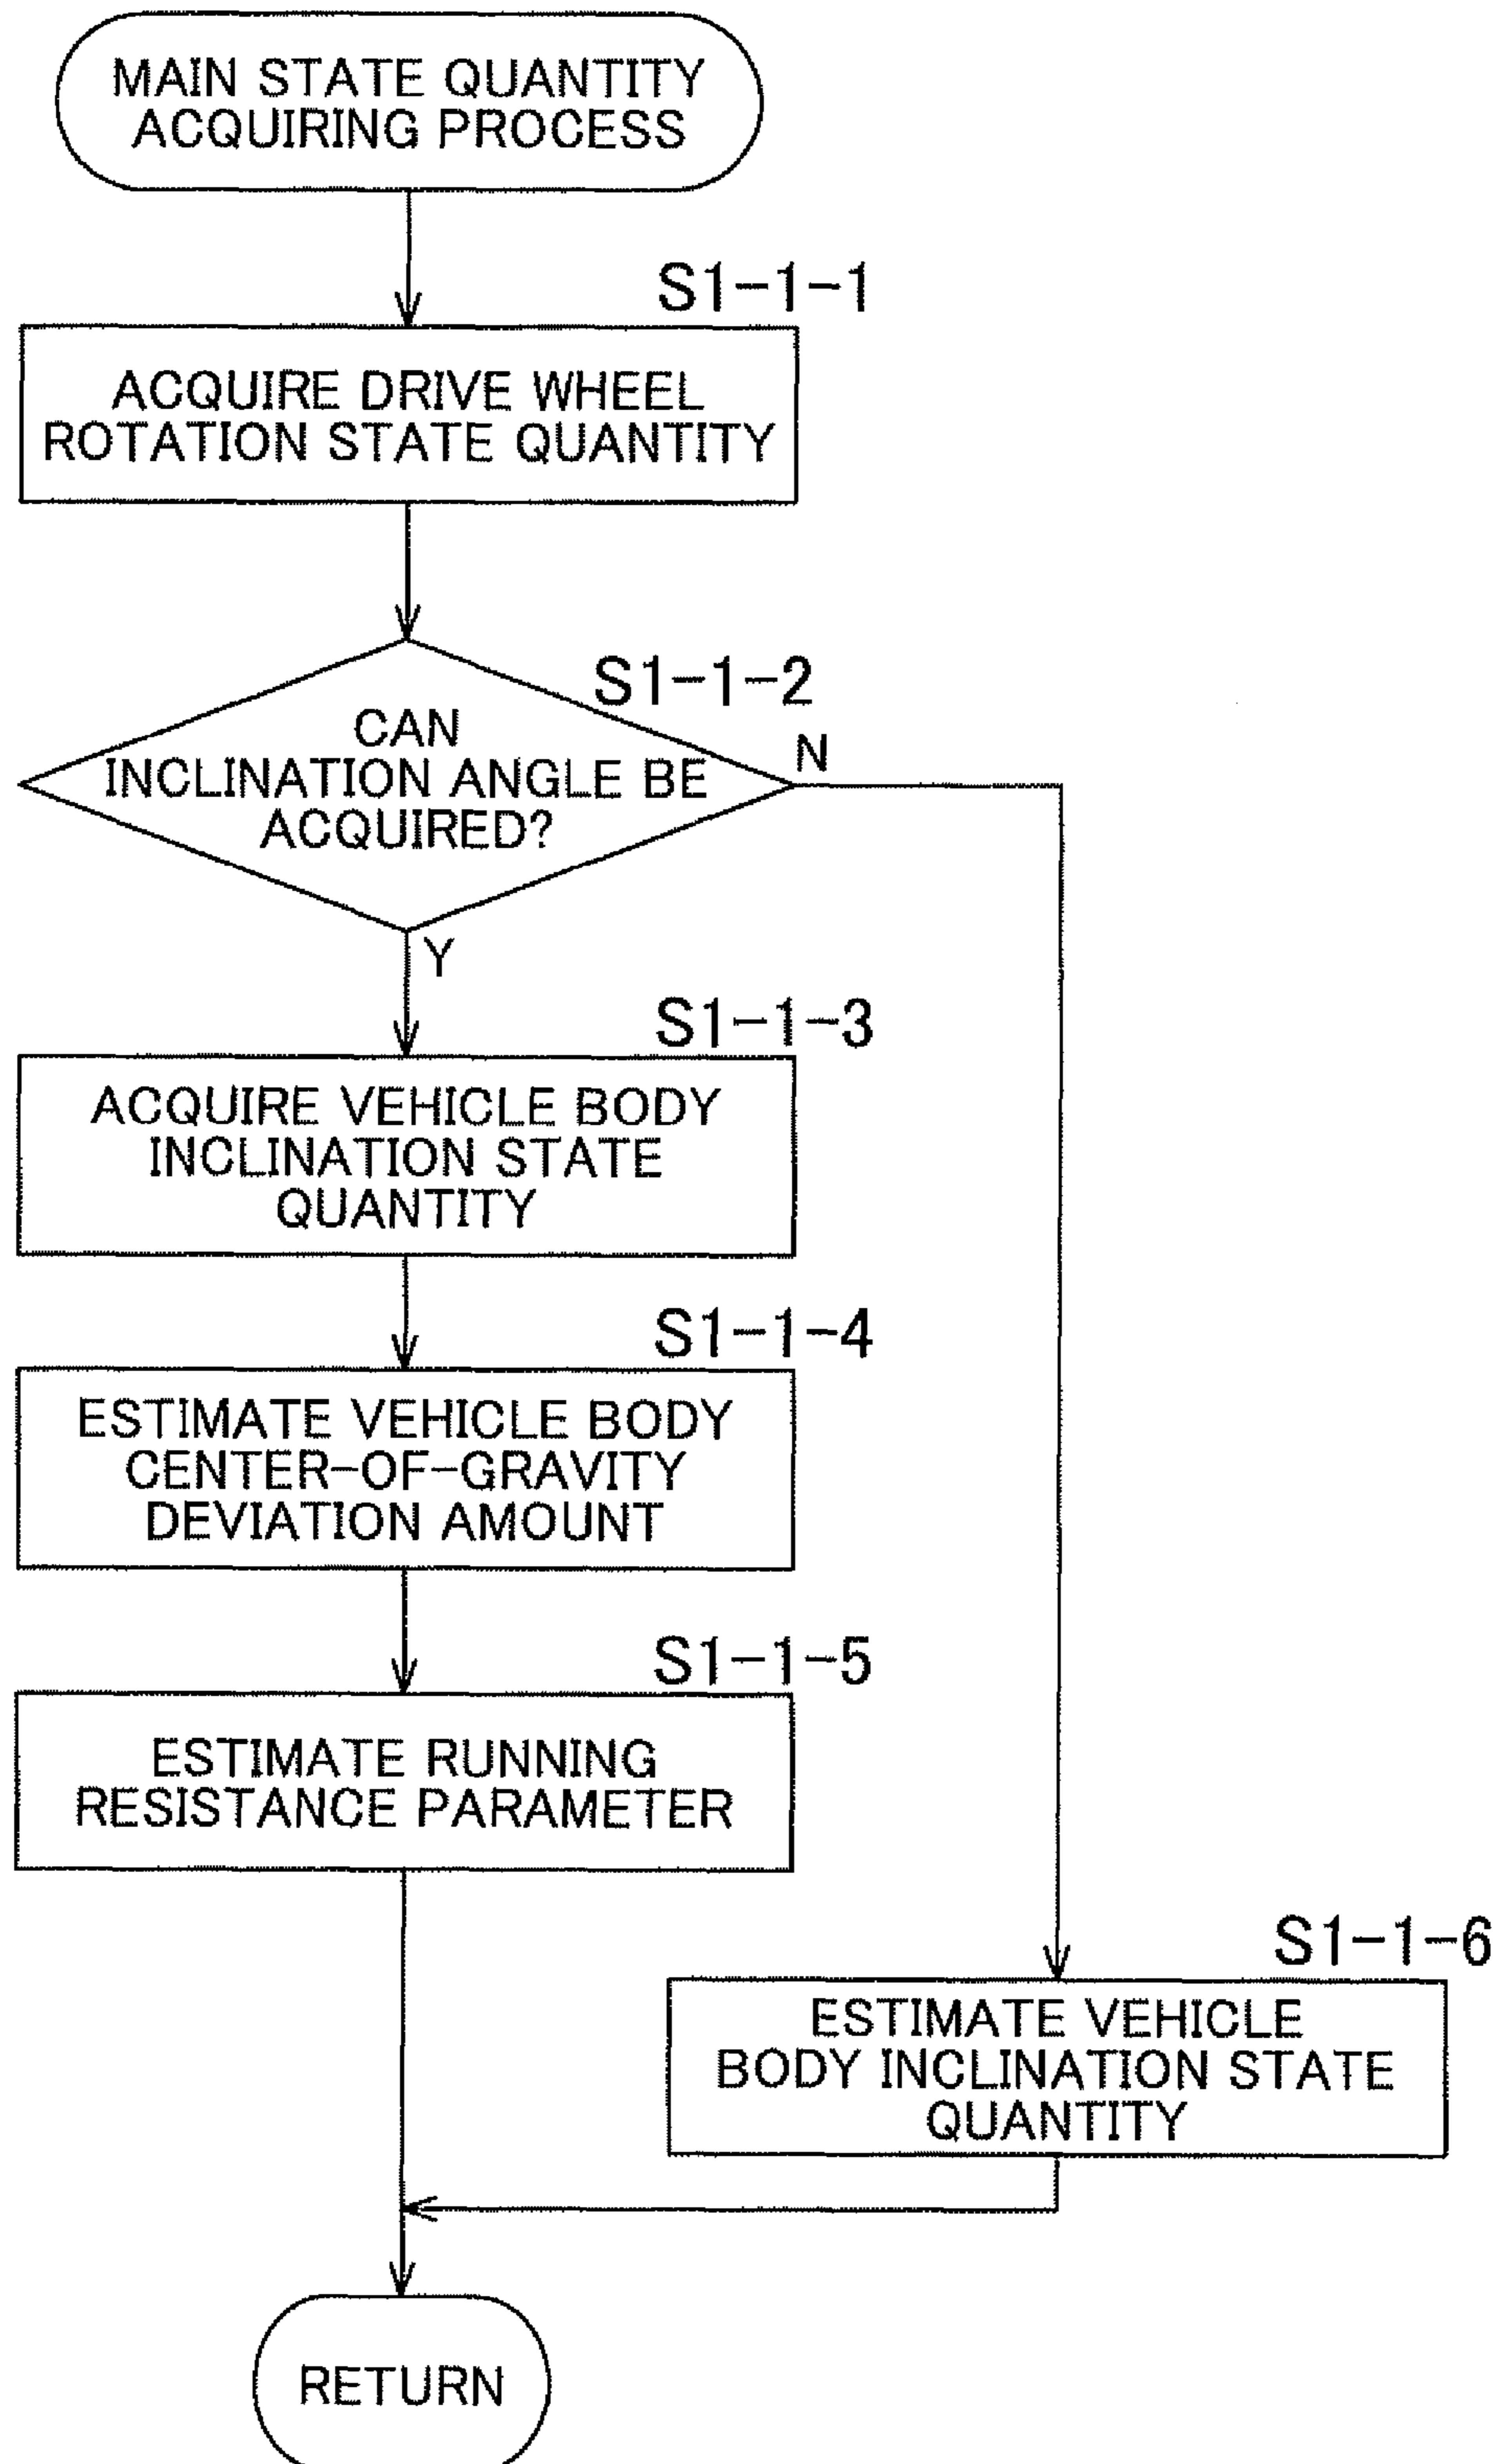 MAIN STATE QUANTITY
ACQUIRING PROCESS
S1-1-1
ACQUIRE DRIVE WHEEL
ROTATION STATE QUANTITY
S1-1-2
CAN
INCLINATION ANGLE BE
ACQUIRED?
N
Y
S1-1-3
ACQUIRE VEHICLE BODY
INCLINATION STATE
QUANTITY
S1-1-4
ESTIMATE VEHICLE BODY
CENTER-OF-GRAVITY
DEVIATION AMOUNT
S1-1-5
ESTIMATE RUNNING
RESISTANCE PARAMETER
S1-1-6
ESTIMATE VEHICLE
BODY INCLINATION STATE
QUANTITY
RETURN